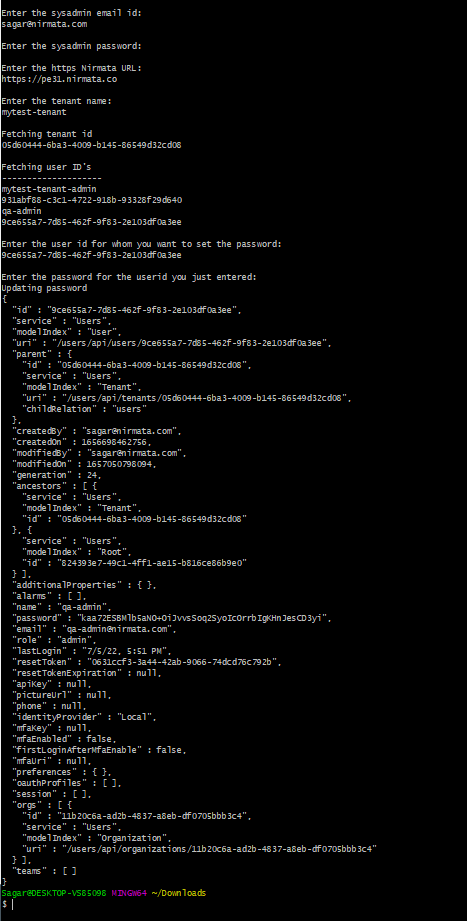 Enter the sysadmin email id:
sagar@nirmata.com
Enter the sysadmin password:
Enter the https Nirmata URL:
https://pe31.nirmata.co
Enter the tenant name:
mytest-tenant
Fetching tenant id
05d60444-6ba3-4009-b145-86549d32cd08
Fetching user ID's
--------------------
mytest-tenant-admin
931abf88-c3c1-4722-918b-93328f29d640
qa-admin
9ce655a7-7d85-462f-9f83-2e103df0a3ee
Enter the user id for whom you want to set the password:
9ce655a7-7d85-462f-9f83-2e103df0a3ee
Enter the password for the userid you just entered:
Updating password
{
  "id" : "9ce655a7-7d85-462f-9f83-2e103df0a3ee",
  "service" : "Users",
  "modelIndex" : "User",
  "uri" : "/users/api/users/9ce655a7-7d85-462f-9f83-2e103df0a3ee",
  "parent" : {
    "id" : "05d60444-6ba3-4009-b145-86549d32cd08",
    "service" : "Users",
    "modelIndex" : "Tenant",
    "uri" : "/users/api/tenants/05d60444-6ba3-4009-b145-86549d32cd08",
    "childRelation" : "users"
  },
  "createdBy" : "sagar@nirmata.com",
  "createdOn" : 1656698462756,
  "modifiedBy" : "sagar@nirmata.com",
  "modifiedOn" : 1657050798094,
  "generation" : 24,
  "ancestors" : [ {
    "service" : "Users",
    "modelIndex" : "Tenant",
    "id" : "05d60444-6ba3-4009-b145-86549d32cd08"
  }, {
    "service" : "Users",
    "modelIndex" : "Root",
    "id" : "824393e7-49c1-4ff1-ae15-b816ce86b9e0"
  } ],
  "additionalProperties" : { },
  "alarms" : [ ],
  "name" : "qa-admin",
  "password" : "kaa72ESBMlb5aNO+OiJvvsSoq2SyoIcOrrbIgKHnJesCD3yi",
  "email" : "qa-admin@nirmata.com",
  "role" : "admin",
  "lastLogin" : "7/5/22, 5:51 PM",
  "resetToken" : "0631ccf3-3a44-42ab-9066-74dcd76c792b",
  "resetTokenExpiration" : null,
  "apiKey" : null,
  "pictureUrl" : null,
  "phone" : null,
  "identityProvider" : "Local",
  "mfaKey" : null,
  "mfaEnabled" : false,
  "firstLoginAfterMfaEnable" : false,
  "mfaUri" : null,
  "preferences" : { },
  "oauthProfiles" : [ ],
  "session" : [ ],
  "orgs" : [ {
    "id" : "11b20c6a-ad2b-4837-a8eb-df0705bbb3c4",
    "service" : "Users",
    "modelIndex" : "Organization",
    "uri" : "/users/api/organizations/11b20c6a-ad2b-4837-a8eb-df0705bbb3c4"
  } ],
  "teams" : [ ]
}
Sagar@DESKTOP-VS85098 MINGW64 ~/Downloads
$